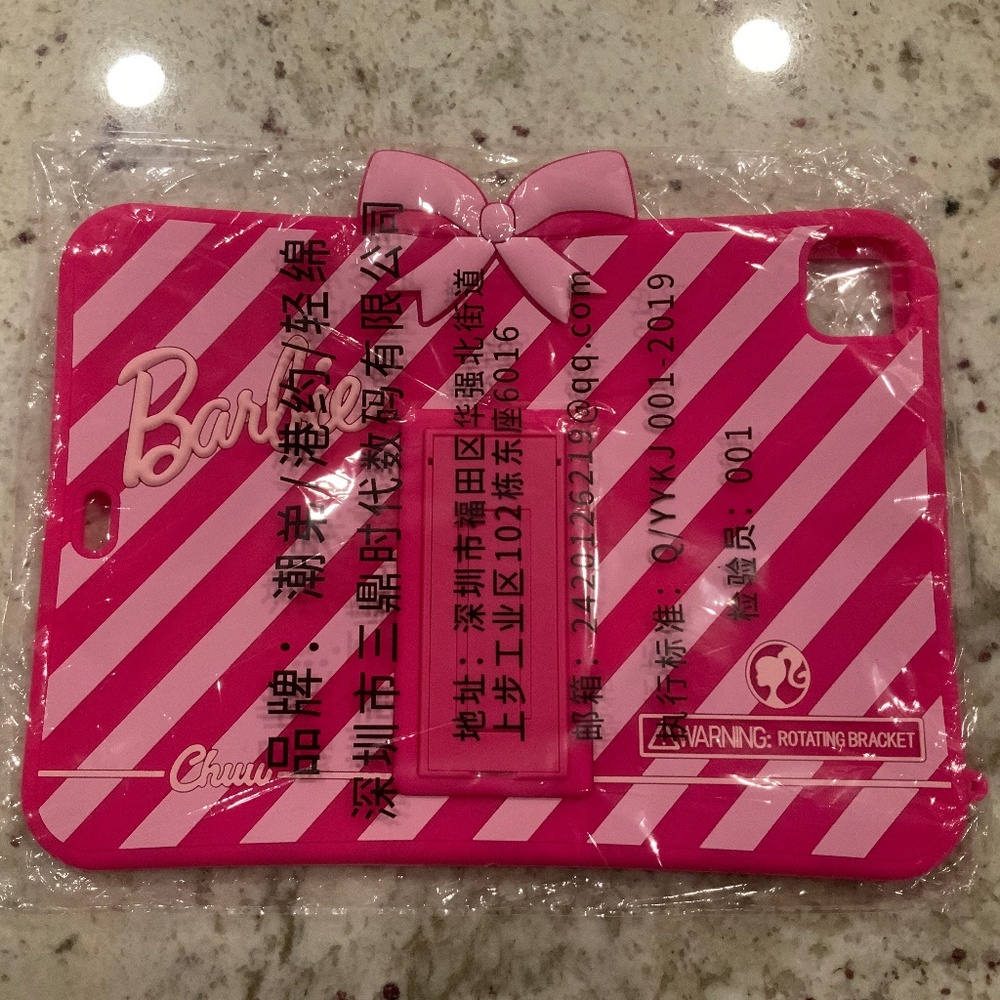 Barbie
Chuu
WARNING: ROTATING BRACKET
品牌：潮弟/港约/轻绵
深圳市三鼎时代数码有限公司
地址：深圳市福田区华强北街道
上步工业区102栋东座6016
邮箱：2420126219@qq.com
执行标准：Q/YYKJ 001-2019
检验员：001